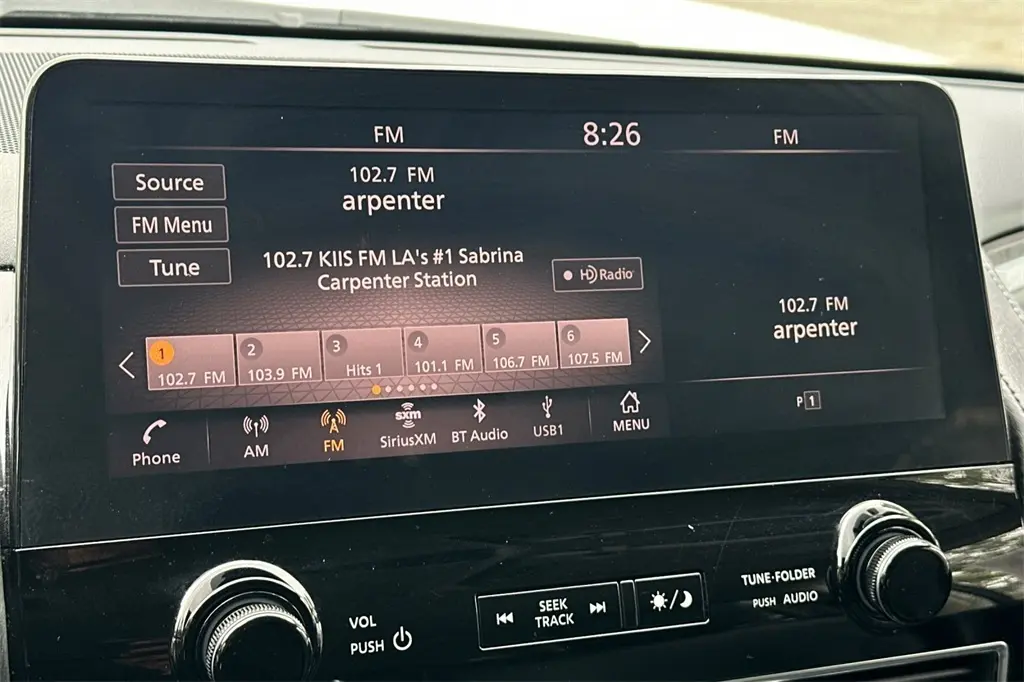 FM
8:26
FM
Source
102.7 FM
arpenter
FM Menu
Tune
102.7 KIIS FM LA's #1 Sabrina
Carpenter Station
HD Radio
102.7 FM
arpenter
1
102.7 FM
2
103.9 FM
3
Hits 1
4
101.1 FM
5
106.7 FM
6
107.5 FM
P 1
Phone
AM
FM
sxm
SiriusXM
BT Audio
USB1
MENU
VOL
PUSH
SEEK
TRACK
TUNE·FOLDER
PUSH AUDIO